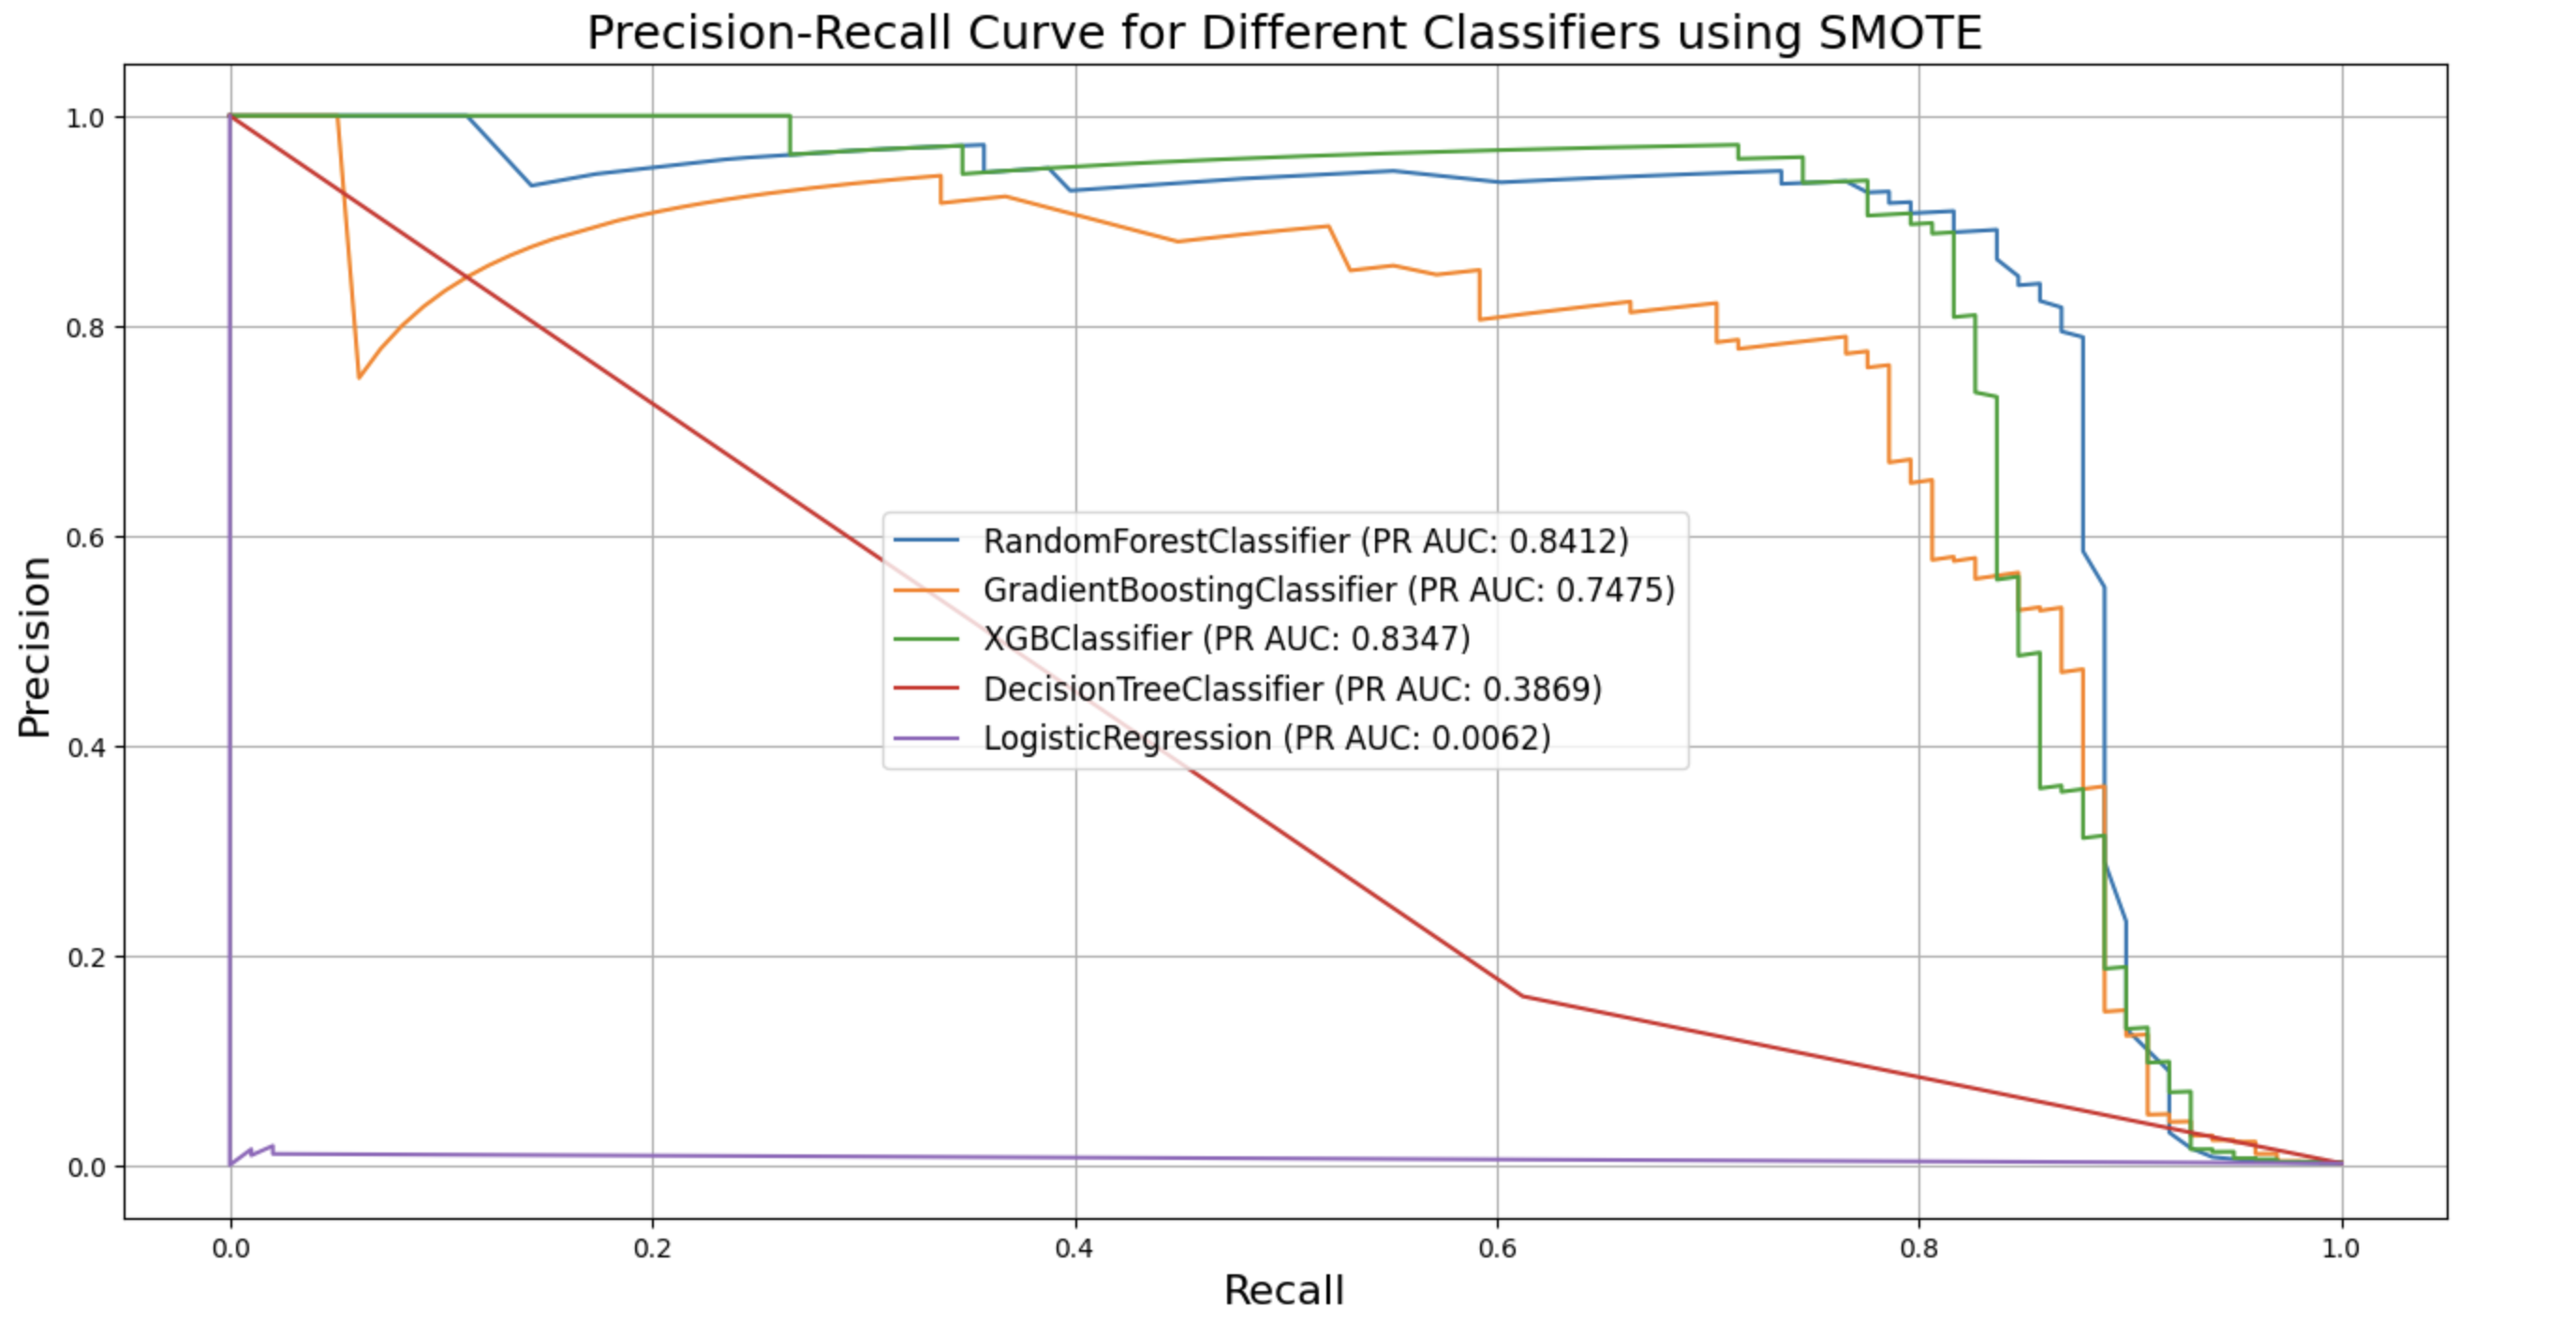 Precision-Recall Curve for Different Classifiers using SMOTE
Precision
1.0
0.8
0.6
0.4
0.2
0.0
RandomForestClassifier (PR AUC: 0.8412)
GradientBoostingClassifier (PR AUC: 0.7475)
XGBClassifier (PR AUC: 0.8347)
DecisionTreeClassifier (PR AUC: 0.3869)
LogisticRegression (PR AUC: 0.0062)
0.0 0.2 0.4 0.6 0.8 1.0
Recall